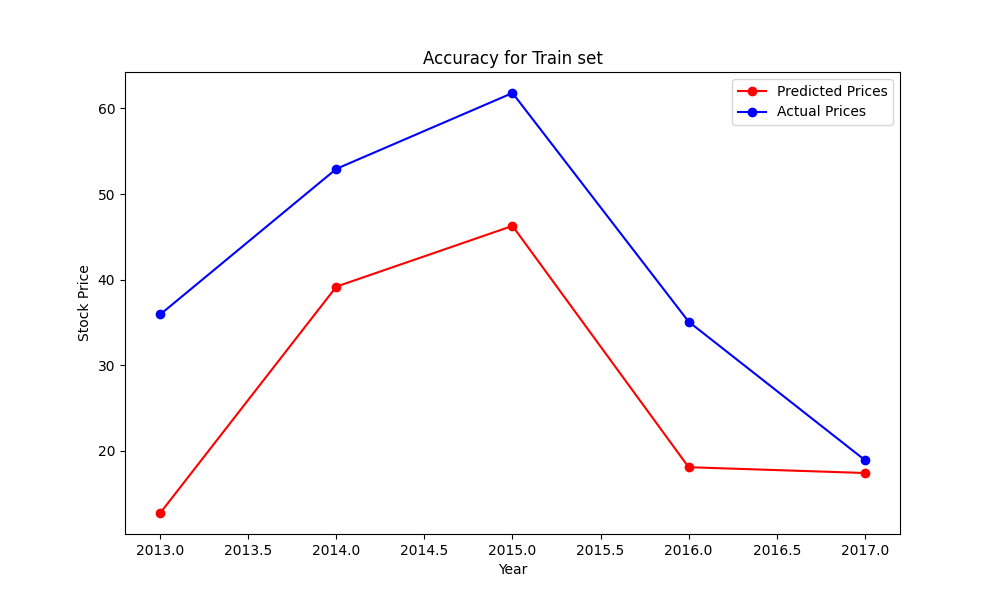 Accuracy for Train set
Predicted Prices
Actual Prices
60
50
40
30
20
Stock Price
2013.0 2013.5 2014.0 2014.5 2015.0 2015.5 2016.0 2016.5 2017.0
Year